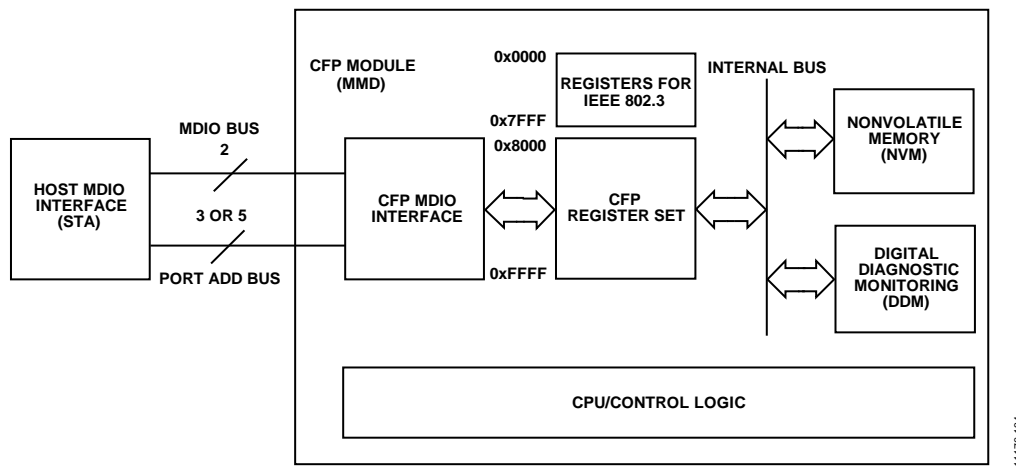 CFP MODULE
(MMD)
0x0000
REGISTERS FOR
IEEE 802.3
0x7FFF
0x8000
INTERNAL BUS
NONVOLATILE
MEMORY
(NVM)
MDIO BUS
2
HOST MDIO
INTERFACE
(STA)
3 OR 5
PORT ADD BUS
CFP MDIO
INTERFACE
CFP
REGISTER SET
0xFFFF
DIGITAL
DIAGNOSTIC
MONITORING
(DDM)
CPU/CONTROL LOGIC